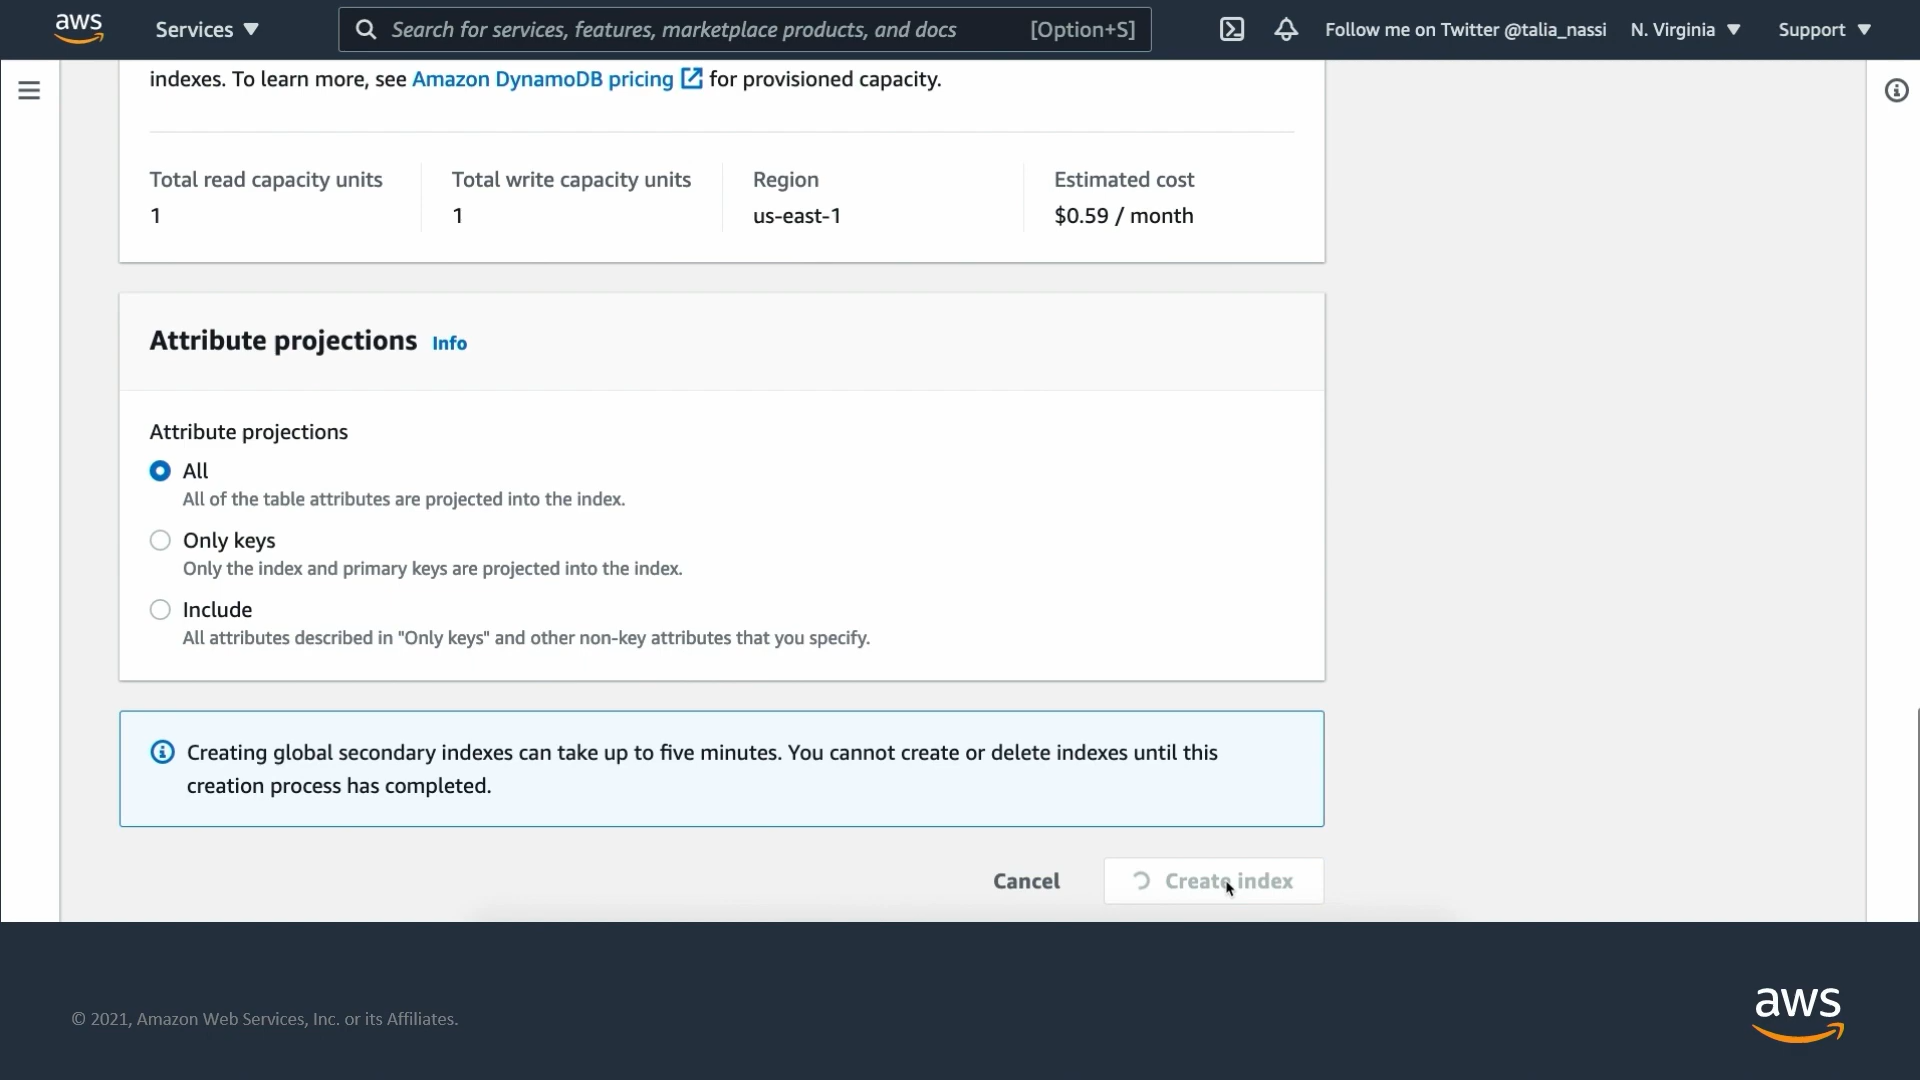 aws
Services
Search for services, features, marketplace products, and docs
[Option+S]
Follow me on Twitter @talia_nassi
N. Virginia
Support
indexes. To learn more, see Amazon DynamoDB pricing for provisioned capacity.
Total read capacity units
1
Total write capacity units
1
Region
us-east-1
Estimated cost
$0.59 / month
Attribute projections Info
Attribute projections
All
All of the table attributes are projected into the index.
Only keys
Only the index and primary keys are projected into the index.
Include
All attributes described in "Only keys" and other non-key attributes that you specify.
Creating global secondary indexes can take up to five minutes. You cannot create or delete indexes until this
creation process has completed.
Cancel
Create index
© 2021, Amazon Web Services, Inc. or its Affiliates.
aws